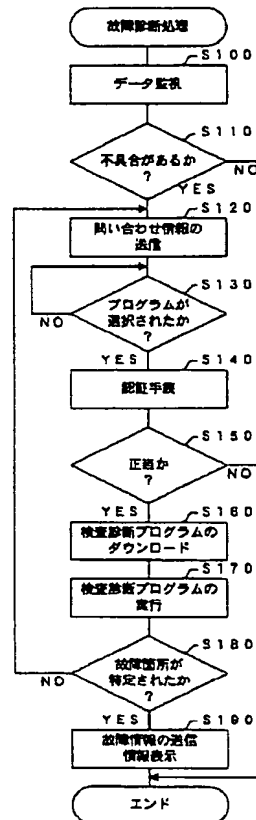 故障診断処理
S100
データ監視
S110
不具合があるか
?
NO
YES
S120
問い合わせ情報の
送信
S130
プログラムが
選択されたか
?
NO
YES
S140
認証手段
S150
正当か
?
NO
YES
S160
検査診断プログラムの
ダウンロード
S170
検査診断プログラムの
実行
S180
故障箇所が
特定されたか
?
NO
YES
S190
故障情報の送信
情報表示
エンド